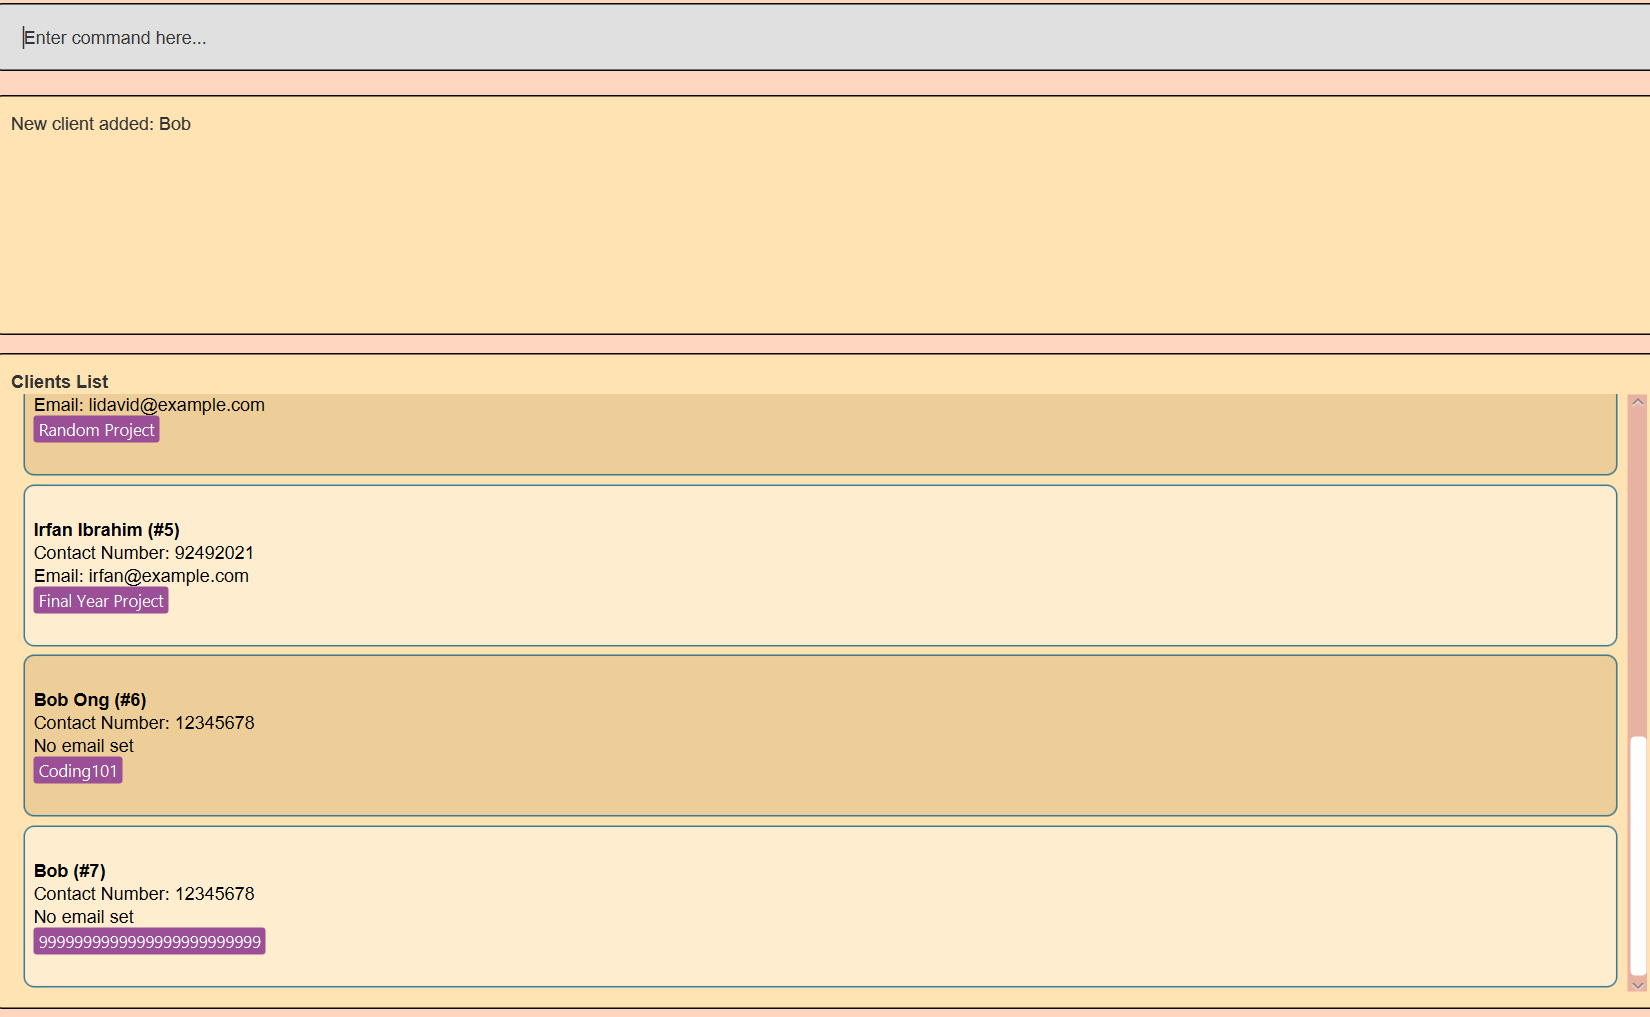 Enter command here...
New client added: Bob
Clients List
Email: lidavid@example.com
Random Project
Irfan Ibrahim (#5)
Contact Number: 92492021
Email: irfan@example.com
Final Year Project
Bob Ong (#6)
Contact Number: 12345678
No email set
Coding101
Bob (#7)
Contact Number: 12345678
No email set
9999999999999999999999999